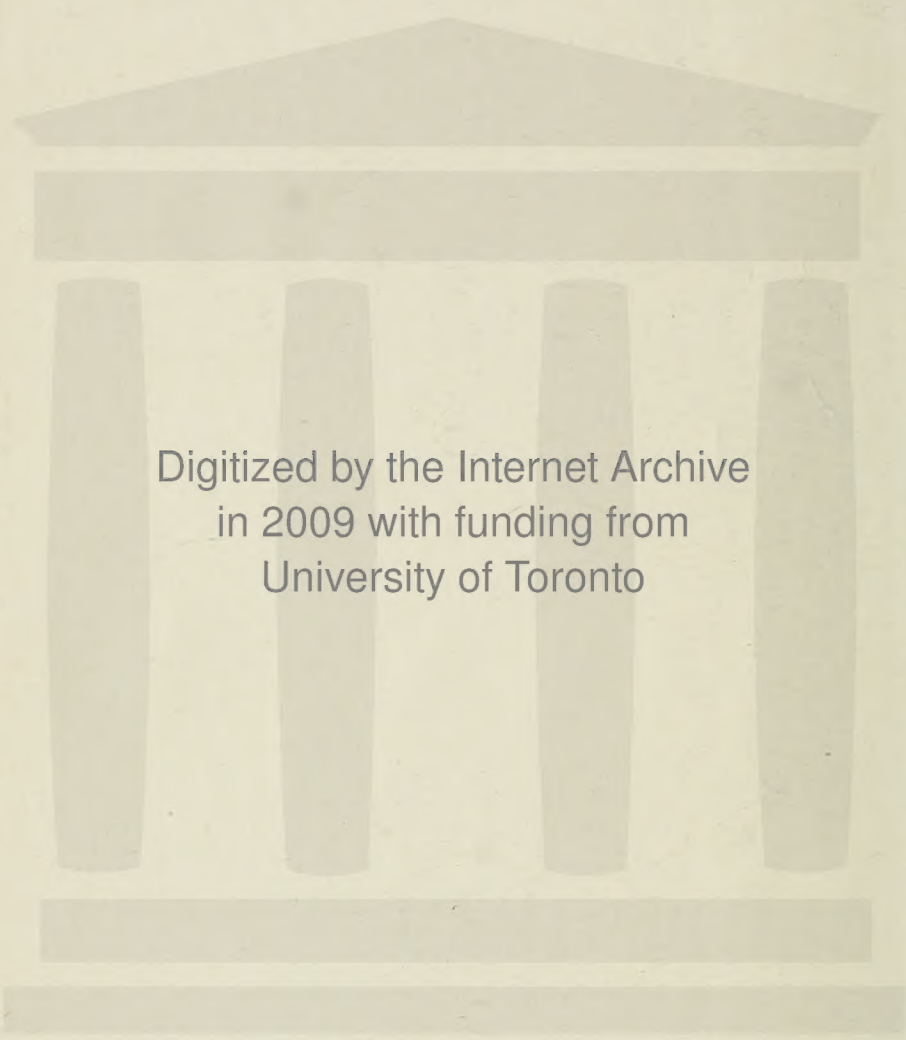 Digitized by the Internet Archive
in 2009 with funding from
University of Toronto